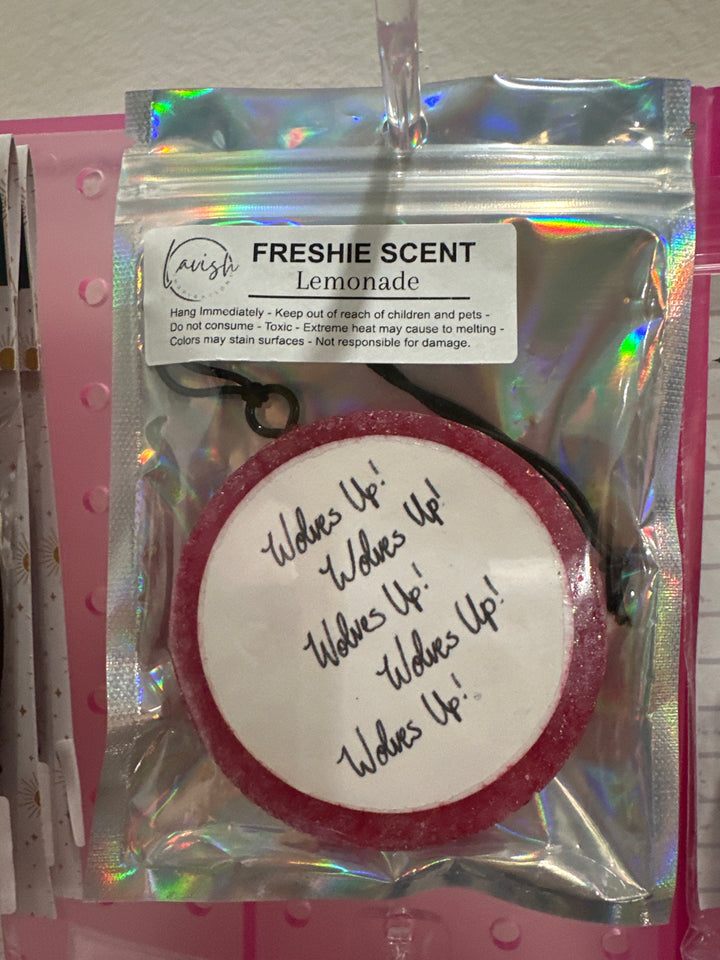 Lavish
FRESHIE SCENT
Lemonade
Hang Immediately - Keep out of reach of children and pets -
Do not consume - Toxic - Extreme heat may cause to melting -
Colors may stain surfaces - Not responsible for damage.
Wolves Up!
Wolves Up!
Wolves Up!
Wolves Up!
Wolves Up!